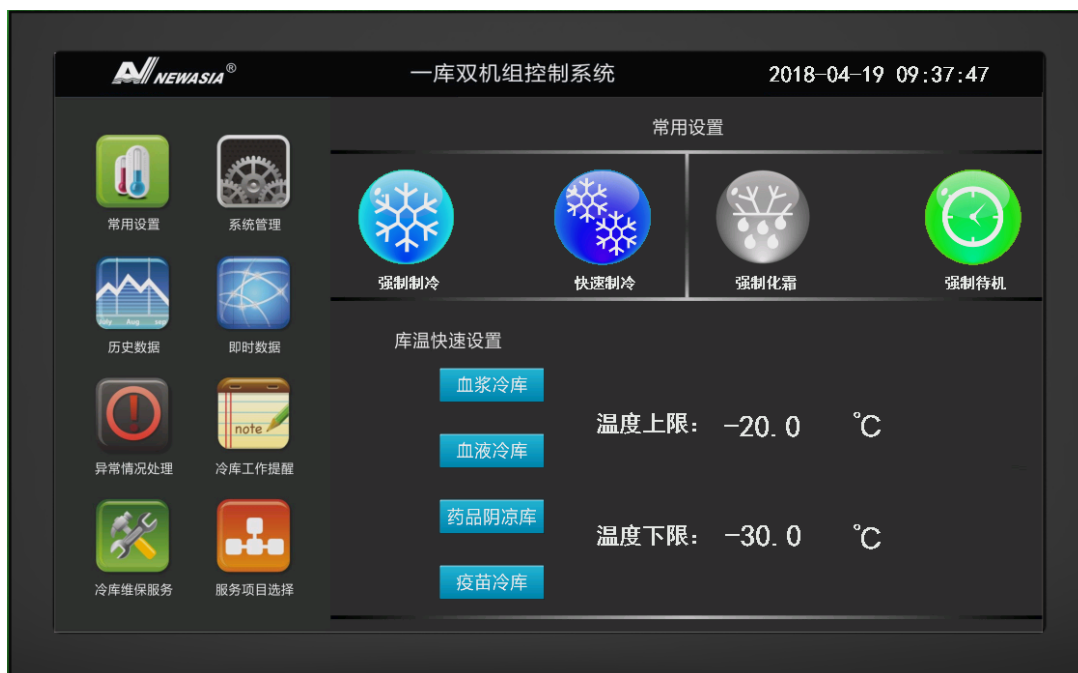 NEWASIA®
一库双机组控制系统
2018-04-19 09:37:47
常用设置
常用设置
系统管理
历史数据
即时数据
异常情况处理
note
冷库工作提醒
冷库维保服务
服务项目选择
强制制冷
快速制冷
强制化霜
强制待机
库温快速设置
血浆冷库
血液冷库
药品阴凉库
疫苗冷库
温度上限： -20.0 ℃
温度下限： -30.0 ℃